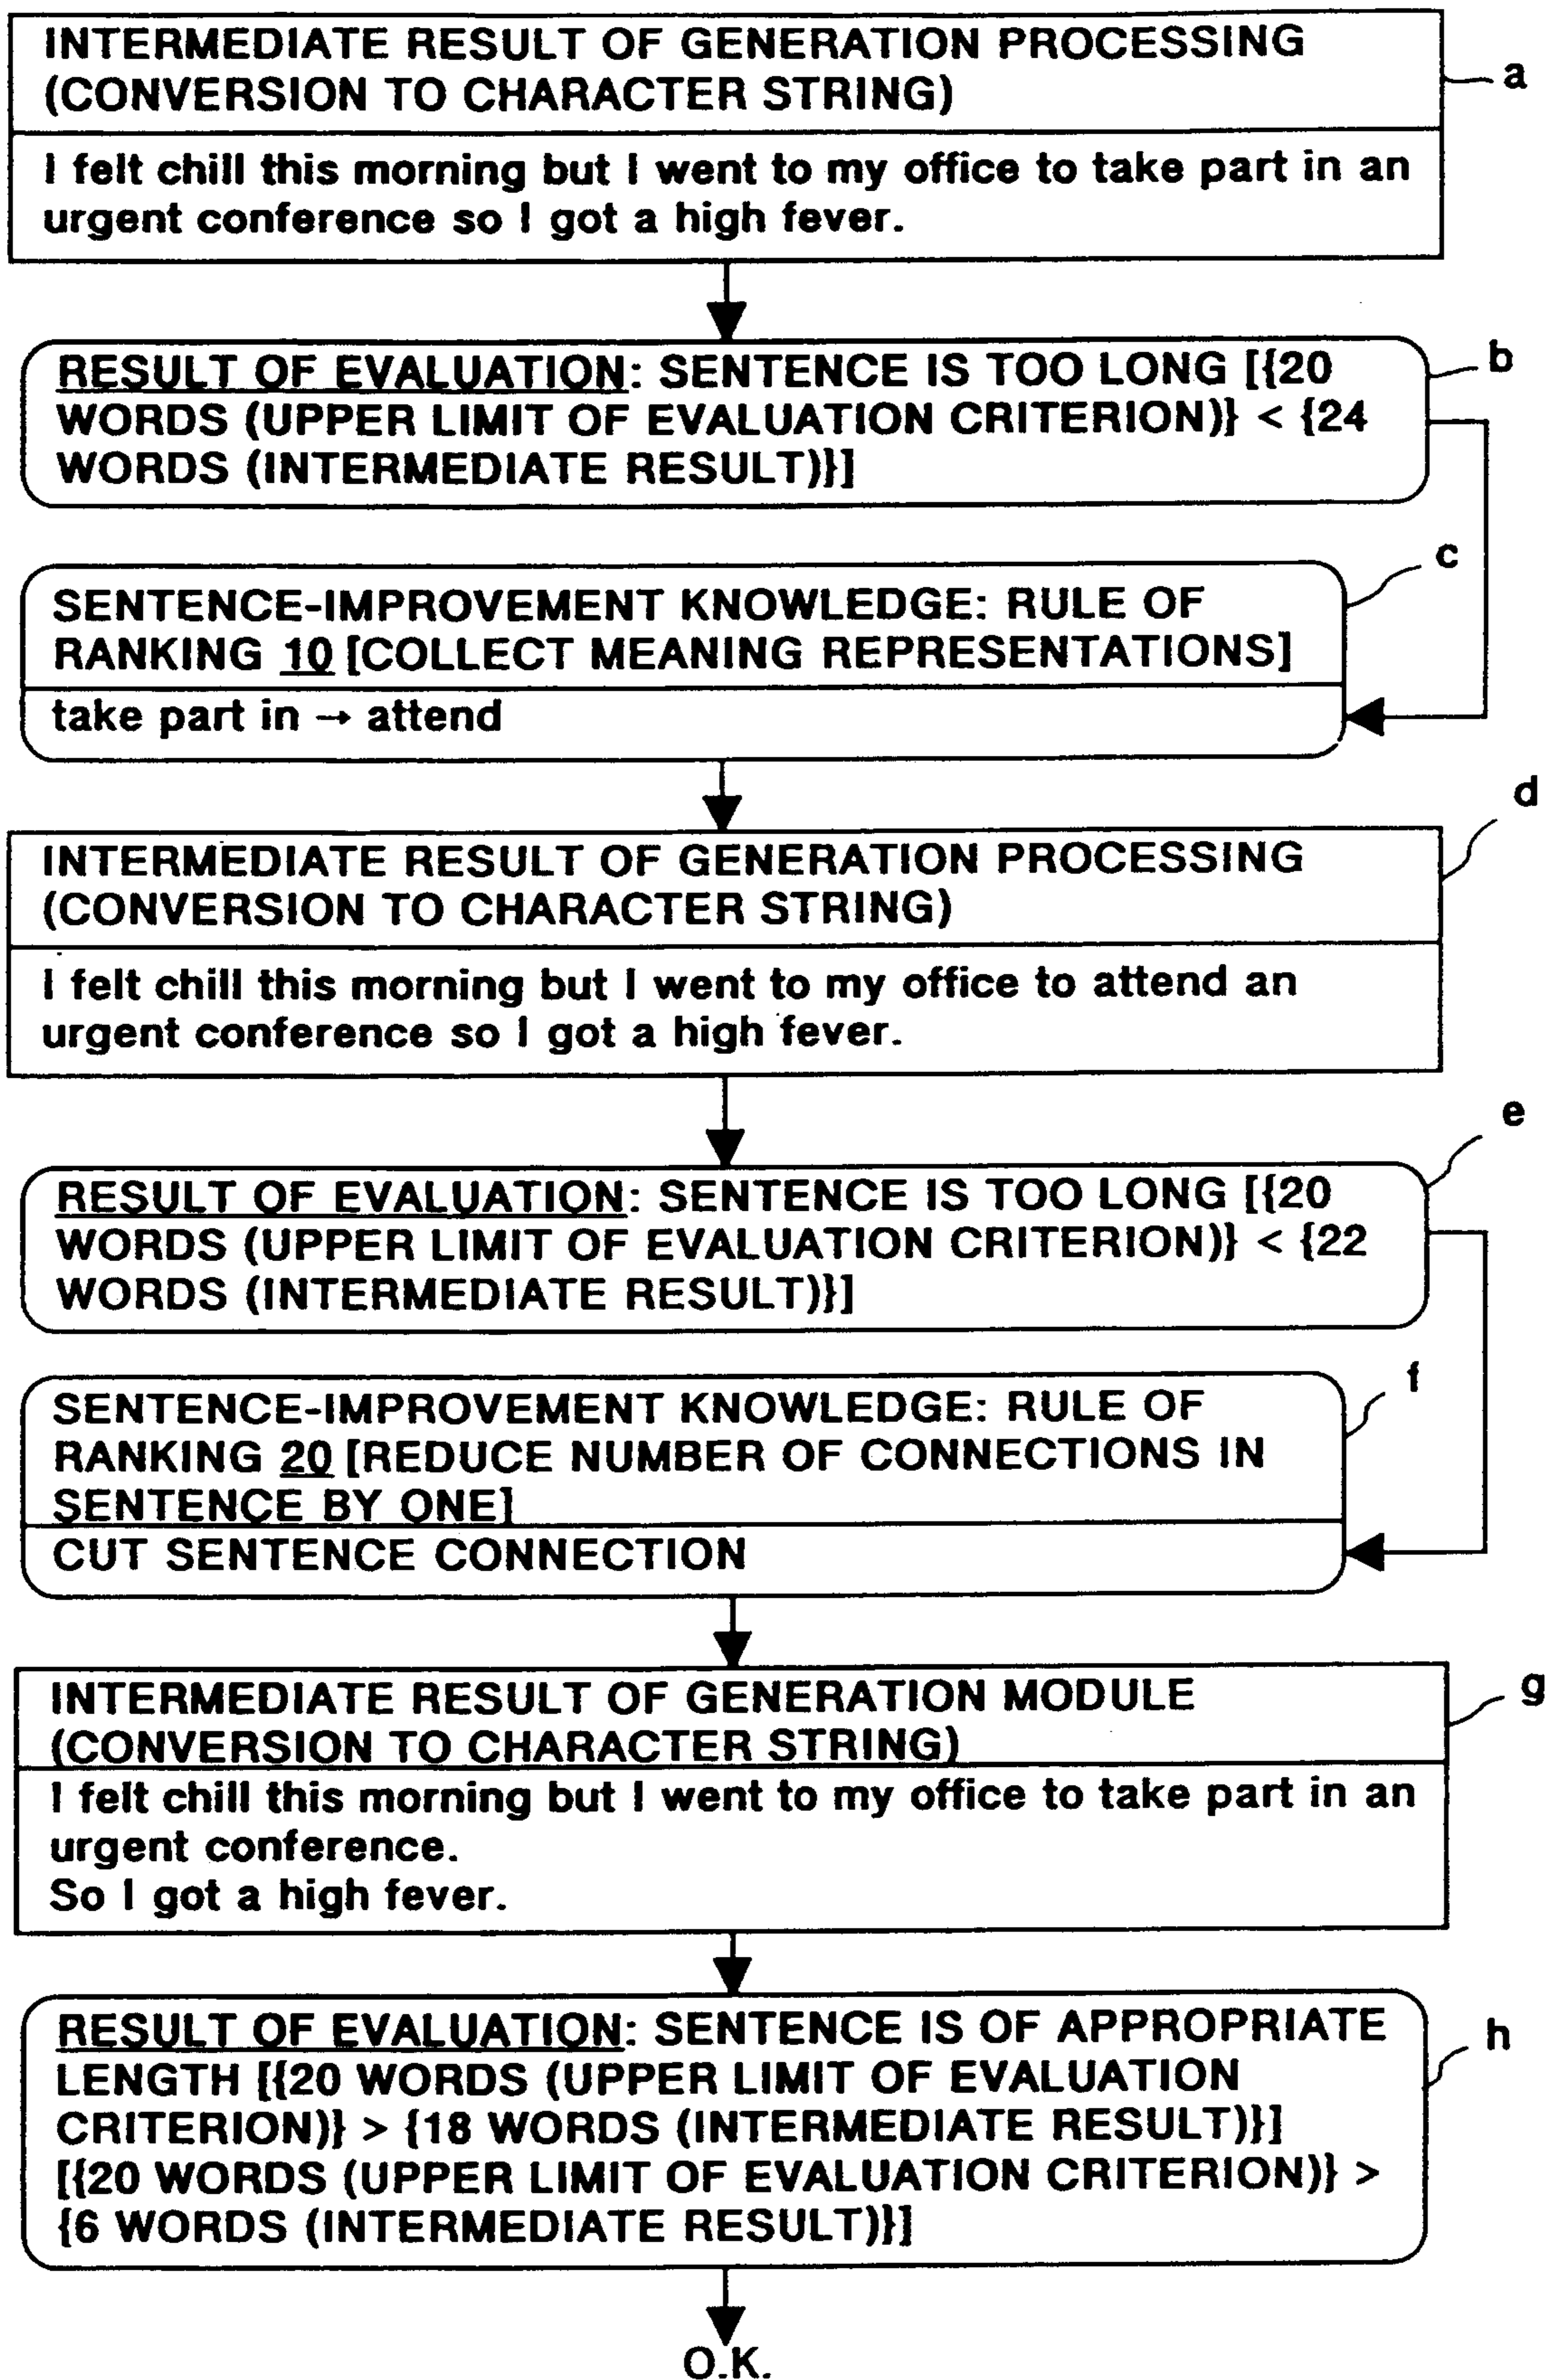 INTERMEDIATE RESULT OF GENERATION PROCESSING
(CONVERSION TO CHARACTER STRING)
a
I felt chill this morning but I went to my office to take part in an
urgent conference so I got a high fever.
RESULT OF EVALUATION: SENTENCE IS TOO LONG [{20
WORDS (UPPER LIMIT OF EVALUATION CRITERION)} < {24
WORDS (INTERMEDIATE RESULT)}]
b
SENTENCE-IMPROVEMENT KNOWLEDGE: RULE OF
RANKING 10 [COLLECT MEANING REPRESENTATIONS]
c
take part in → attend
INTERMEDIATE RESULT OF GENERATION PROCESSING
(CONVERSION TO CHARACTER STRING)
d
I felt chill this morning but I went to my office to attend an
urgent conference so I got a high fever.
RESULT OF EVALUATION: SENTENCE IS TOO LONG [{20
WORDS (UPPER LIMIT OF EVALUATION CRITERION)} < {22
WORDS (INTERMEDIATE RESULT)}]
e
SENTENCE-IMPROVEMENT KNOWLEDGE: RULE OF
RANKING 20 [REDUCE NUMBER OF CONNECTIONS IN
SENTENCE BY ONE]
f
CUT SENTENCE CONNECTION
INTERMEDIATE RESULT OF GENERATION MODULE
(CONVERSION TO CHARACTER STRING)
g
I felt chill this morning but I went to my office to take part in an
urgent conference.
So I got a high fever.
RESULT OF EVALUATION: SENTENCE IS OF APPROPRIATE
LENGTH [{20 WORDS (UPPER LIMIT OF EVALUATION
CRITERION)} > {18 WORDS (INTERMEDIATE RESULT)}]
[{20 WORDS (UPPER LIMIT OF EVALUATION CRITERION)} >
{6 WORDS (INTERMEDIATE RESULT)}]
h
O.K.